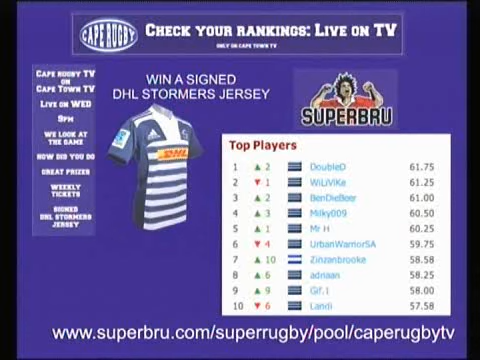 CAPE RUGBY
CHECK YOUR RANKINGS: LIVE ON TV
ONLY ON CAPE TOWN TV
CAPE RUGBY TV
ON
CAPE TOWN TV
LIVE ON WED
9PM
WE LOOK AT
THE GAME
HOW DID YOU DO
GREAT PRIZES
WEEKLY
TICKETS
SIGNED
DHL STORMERS
JERSEY
WIN A SIGNED
DHL STORMERS JERSEY
DHL
SUPERBRU
Top Players
1 ▲ 2 DoubleD 61.75
2 ▼ 1 WiLiViKe 61.25
3 ▲ 2 BenDieBeer 61.00
4 ▲ 3 Milky009 60.50
5 ▲ 1 Mr H 60.25
6 ▼ 4 UrbanWarriorSA 59.75
7 ▲ 10 Zinzanbrooke 58.58
8 ▲ 6 adriaan 58.25
9 ▲ 9 Gif.1 58.00
10 ▼ 6 Landi 57.58
www.superbru.com/superrugby/pool/caperugbytv